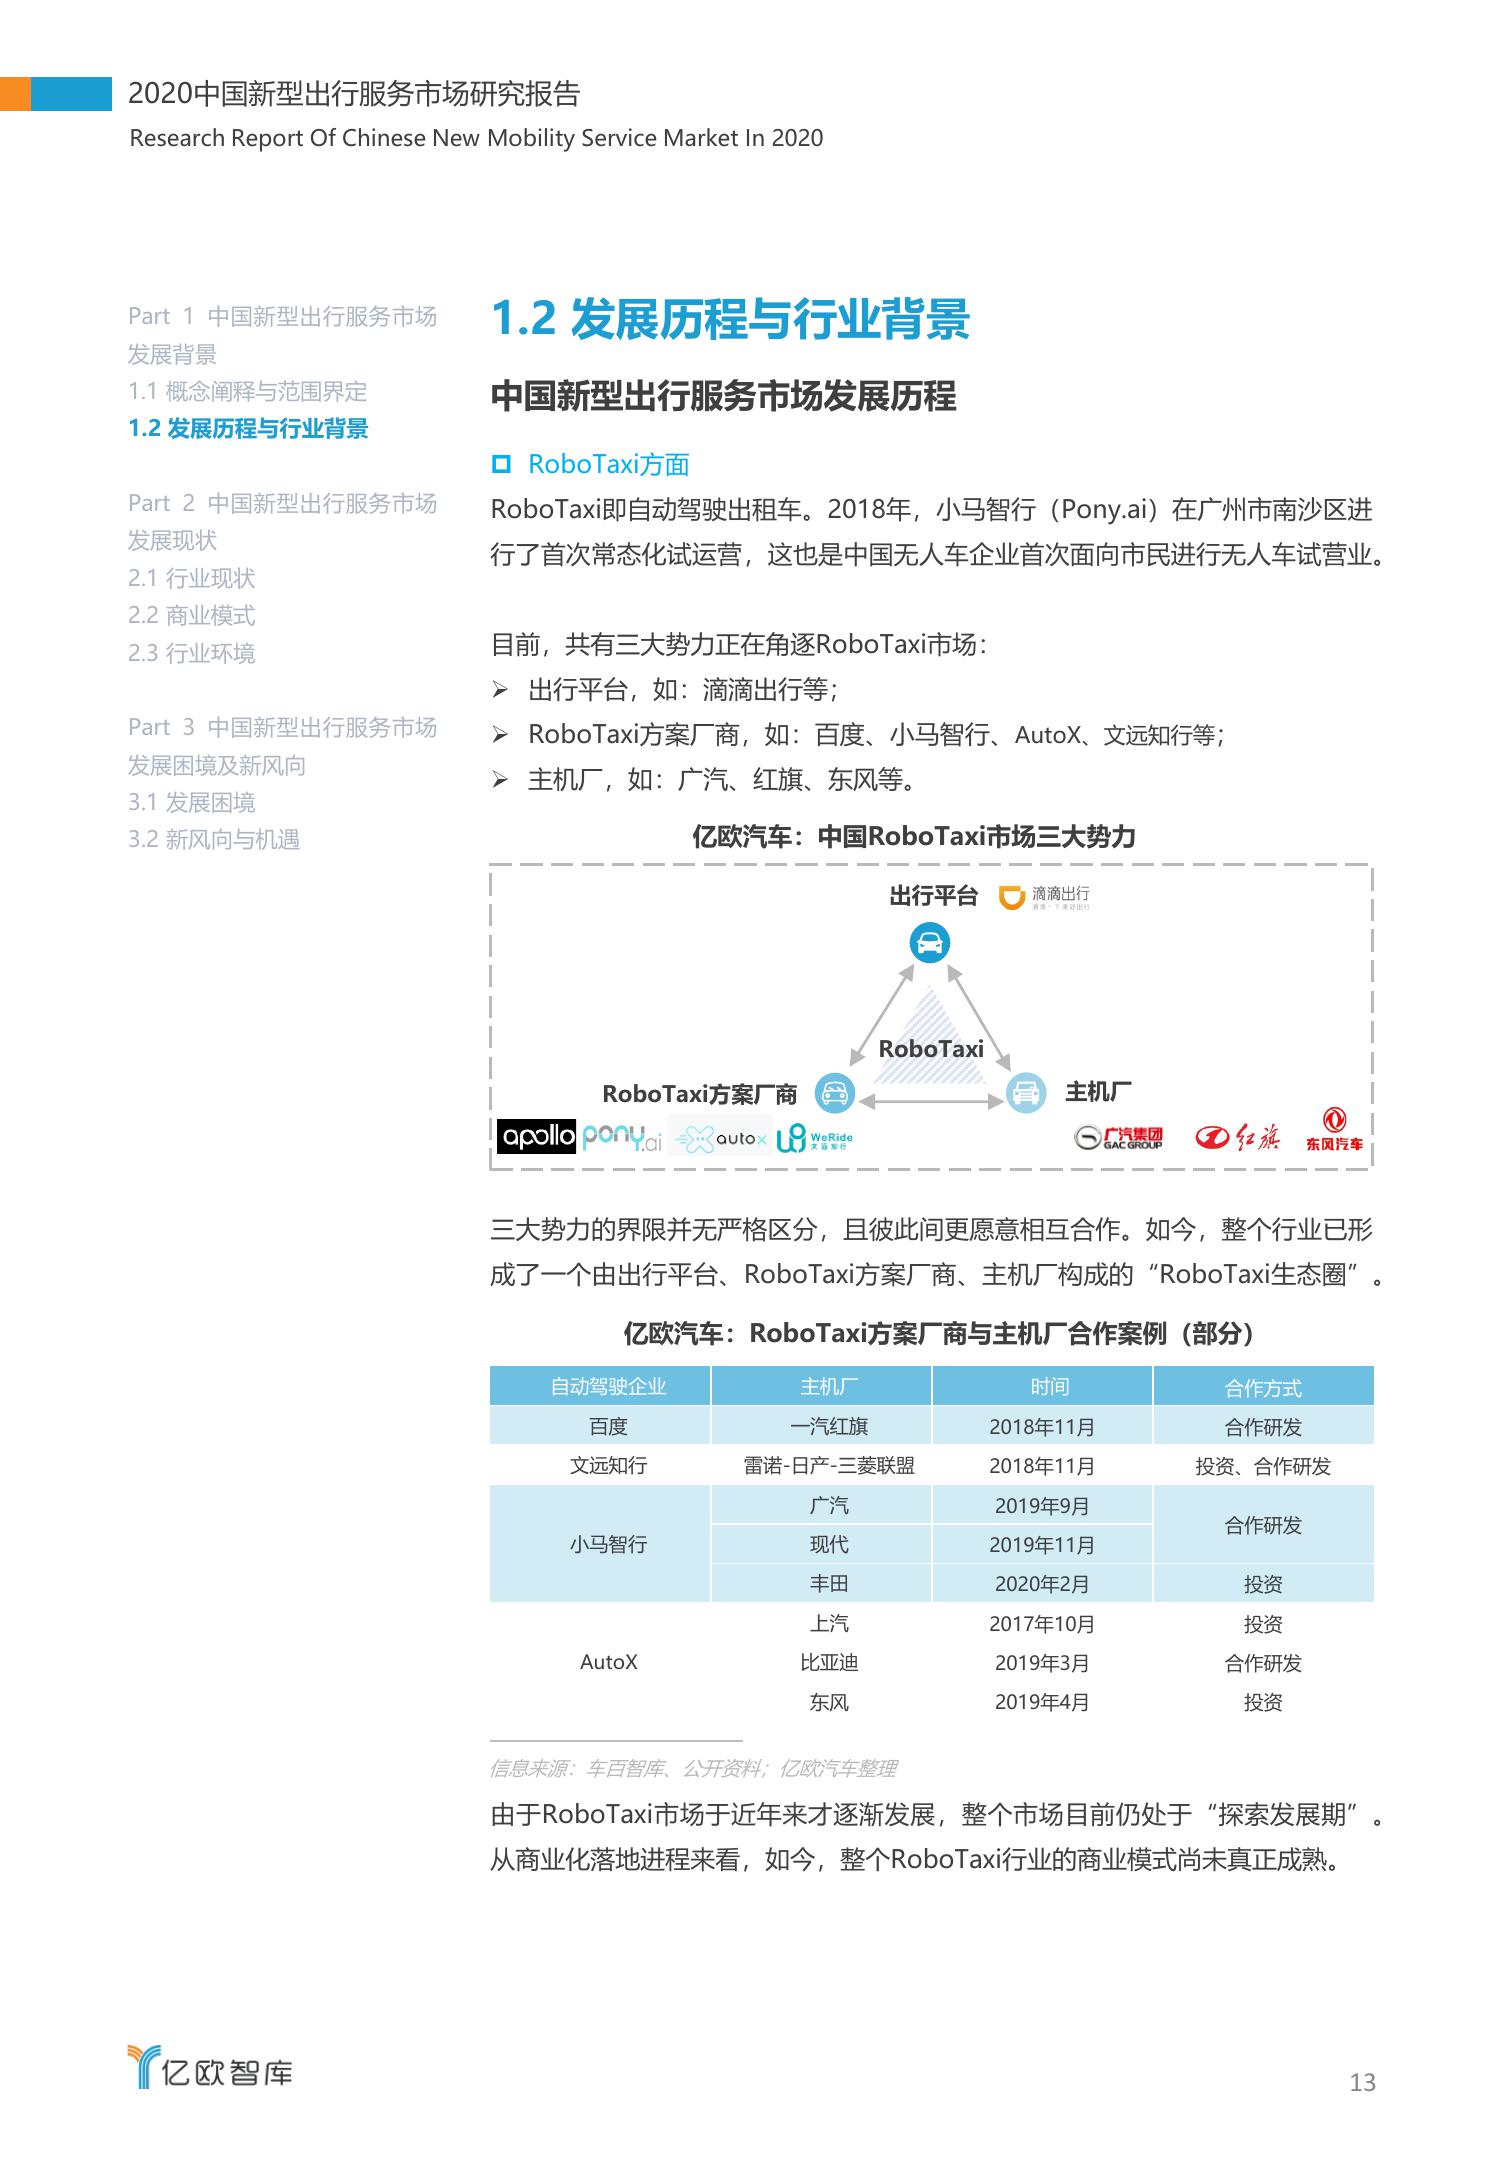 2020中国新型出行服务市场研究报告
Research Report Of Chinese New Mobility Service Market In 2020
Part 1 中国新型出行服务市场
发展背景
1.1 概念阐释与范围界定
1.2 发展历程与行业背景
Part 2 中国新型出行服务市场
发展现状
2.1 行业现状
2.2 商业模式
2.3 行业环境
Part 3 中国新型出行服务市场
发展困境及新风向
3.1 发展困境
3.2 新风向与机遇
1.2 发展历程与行业背景
中国新型出行服务市场发展历程
RoboTaxi方面
RoboTaxi即自动驾驶出租车。2018年，小马智行（Pony.ai）在广州市南沙区进
行了首次常态化试运营，这也是中国无人车企业首次面向市民进行无人车试营业。
目前，共有三大势力正在角逐RoboTaxi市场：
出行平台，如：滴滴出行等；
RoboTaxi方案厂商，如：百度、小马智行、AutoX、文远知行等；
主机厂，如：广汽、红旗、东风等。
亿欧汽车：中国RoboTaxi市场三大势力
出行平台 滴滴出行
滴滴一下 美好出行
RoboTaxi
RoboTaxi方案厂商 主机厂
apollo pony.ai autox WeRide 文远知行 广汽集团 GAC GROUP 红旗 东风汽车
三大势力的界限并无严格区分，且彼此间更愿意相互合作。如今，整个行业已形
成了一个由出行平台、RoboTaxi方案厂商、主机厂构成的“RoboTaxi生态圈”。
亿欧汽车：RoboTaxi方案厂商与主机厂合作案例（部分）
自动驾驶企业 主机厂 时间 合作方式
百度 一汽红旗 2018年11月 合作研发
文远知行 雷诺-日产-三菱联盟 2018年11月 投资、合作研发
小马智行 广汽 2019年9月 合作研发
现代 2019年11月
丰田 2020年2月 投资
AutoX 上汽 2017年10月 投资
比亚迪 2019年3月 合作研发
东风 2019年4月 投资
信息来源：车百智库、公开资料；亿欧汽车整理
由于RoboTaxi市场于近年来才逐渐发展，整个市场目前仍处于“探索发展期”。
从商业化落地进程来看，如今，整个RoboTaxi行业的商业模式尚未真正成熟。
亿欧智库
13